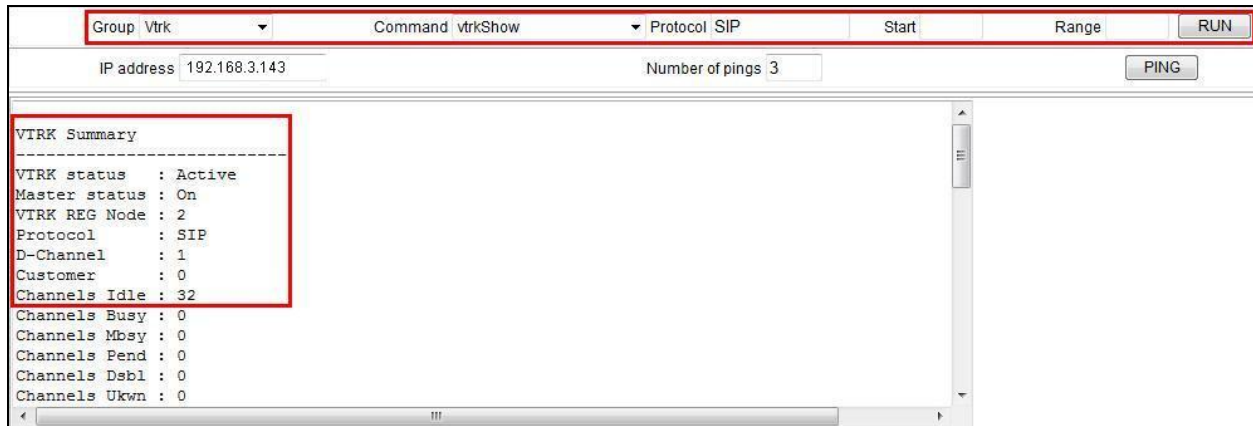 Group Vtrk Command vtrkShow Protocol SIP Start Range RUN
IP address 192.168.3.143 Number of pings 3 PING
VTRK Summary
---------------------------
VTRK status : Active
Master status : On
VTRK REG Node : 2
Protocol : SIP
D-Channel : 1
Customer : 0
Channels Idle : 32
Channels Busy : 0
Channels Mbsy : 0
Channels Pend : 0
Channels Dsbl : 0
Channels Ukwn : 0